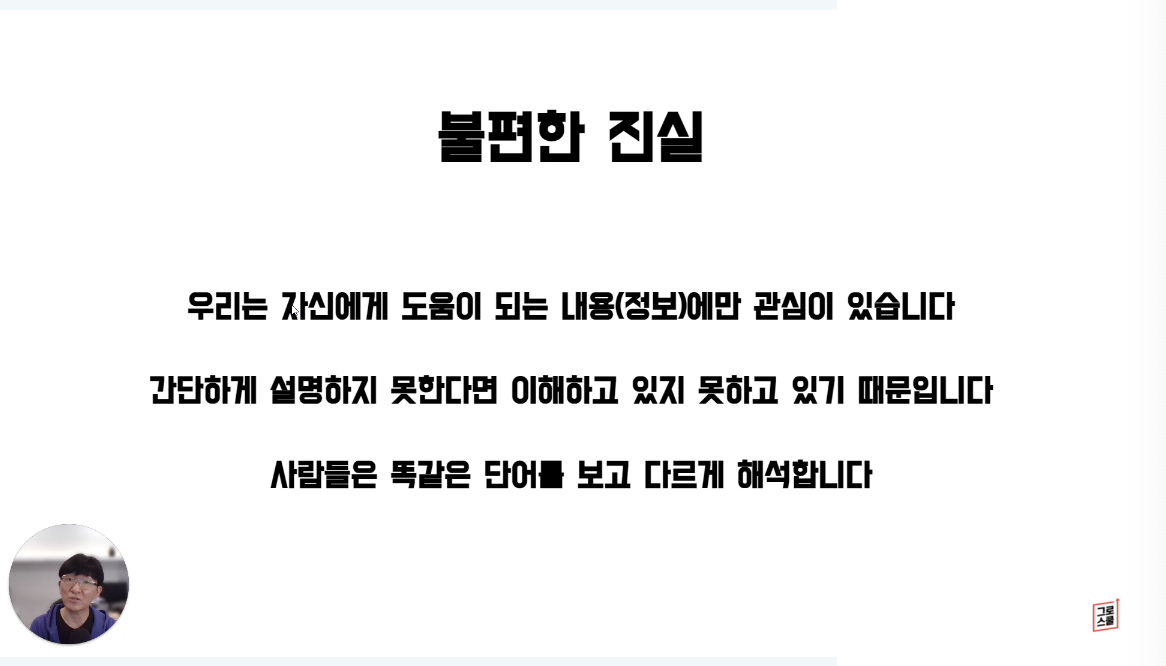 불편한 진실
우리는 자신에게 도움이 되는 내용(정보)에만 관심이 있습니다
간단하게 설명하지 못한다면 이해하고 있지 못하고 있기 때문입니다
사람들은 똑같은 단어를 보고 다르게 해석합니다
그로
스쿨